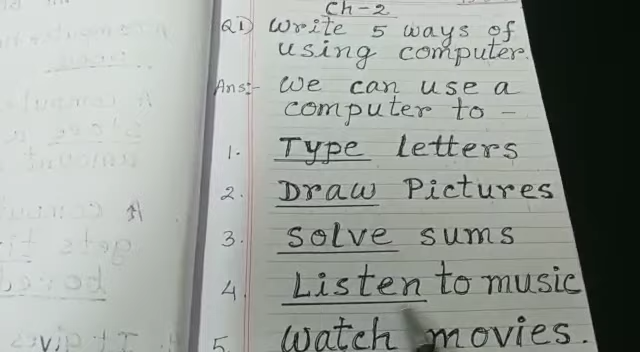 Ch-2
Q1) Write 5 ways of
using computer.
Ans:- We can use a
computer to -
1. Type letters
2. Draw Pictures
3. Solve sums
4. Listen to music
5. Watch movies.